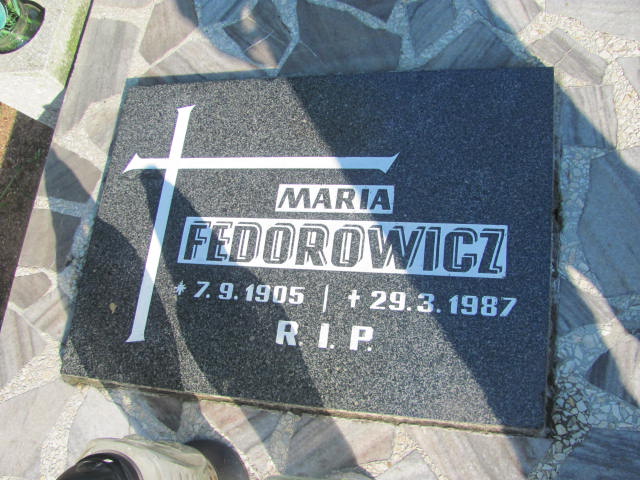 MARIA
FEDOROWICZ
* 7. 9. 1905 | † 29. 3. 1987
R. I. P.